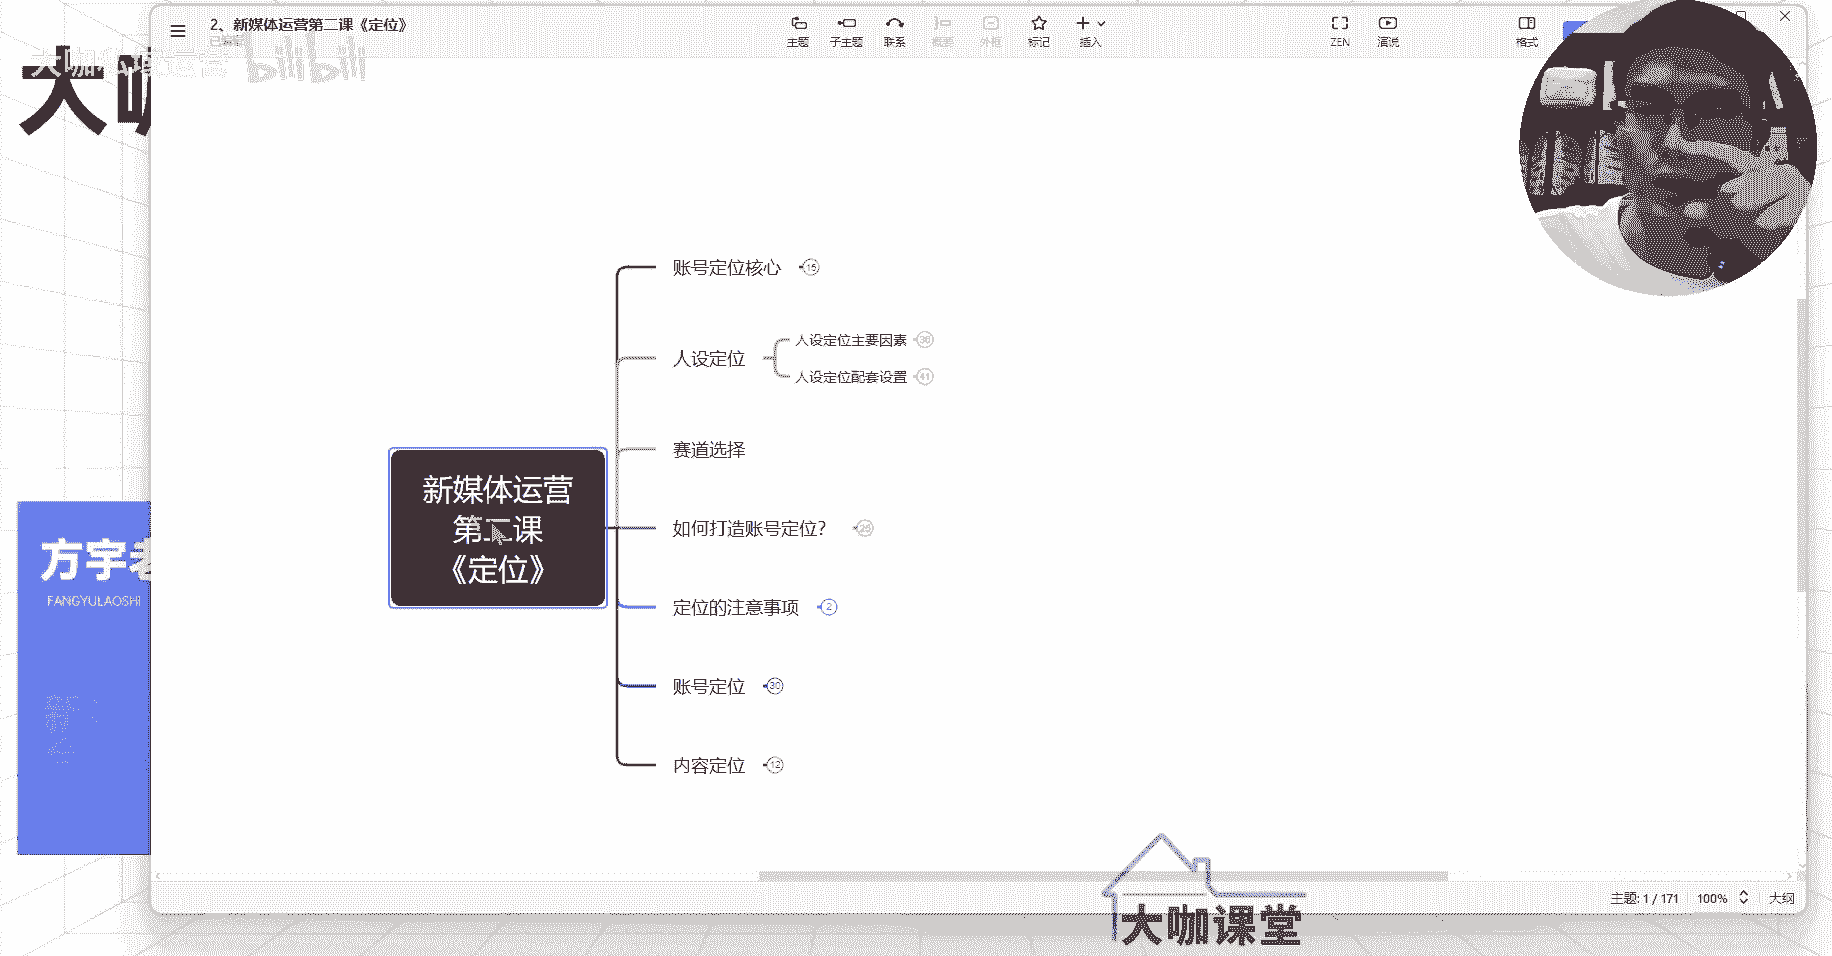 2、新媒体运营第二课《定位》
大咖私域运营 bilibili
主题
子主题
联系
概要
外框
标记
插入
ZEN
演说
格式
账号定位核心 15
人设定位
人设定位主要因素
人设定位配套设置 41
赛道选择
新媒体运营
第二课
《定位》
如何打造账号定位?
定位的注意事项 2
账号定位 30
内容定位 12
方宇老
FANGYULAOSHI
主题: 1 / 171
100%
大纲
大咖课堂